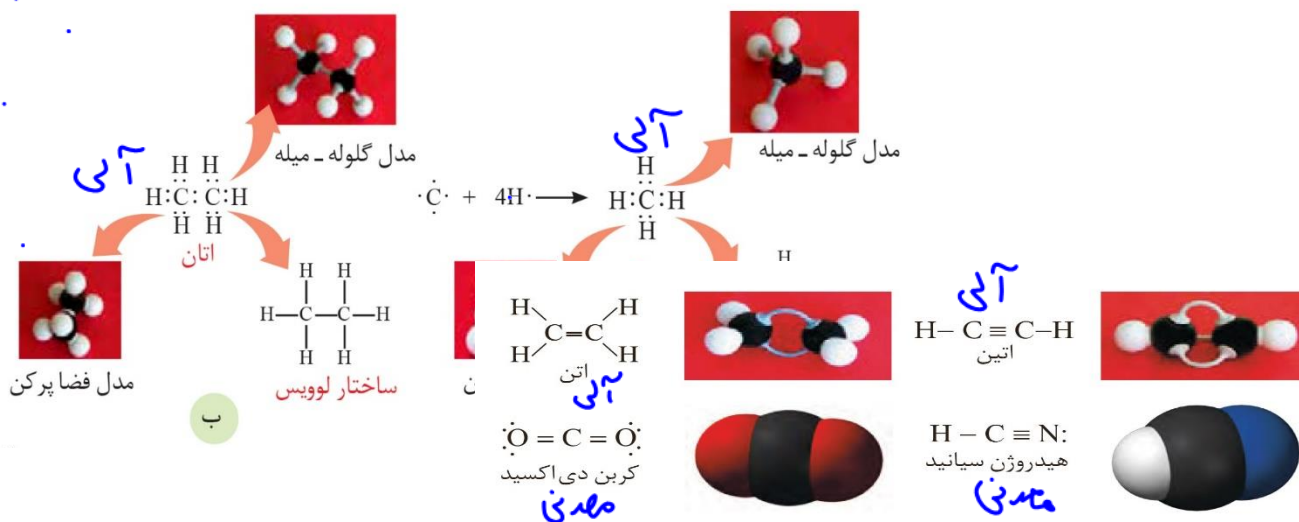 مدل گلوله ـ میله
آلی
H H
H:C:C:H
H H
اتان
مدل فضا پرکن
H H
H–C–C–H
H H
ساختار لوویس
ب
·C· + 4H· ⟶
آلی
H
H:C:H
H
مدل گلوله ـ میله
H
ن
H H
C=C
H H
اتن
آلی
آلی
H– C ≡ C–H
اتین
:Ö = C = Ö:
کربن دی‌اکسید
معدنی
H – C ≡ N:
هیدروژن سیانید
معدنی